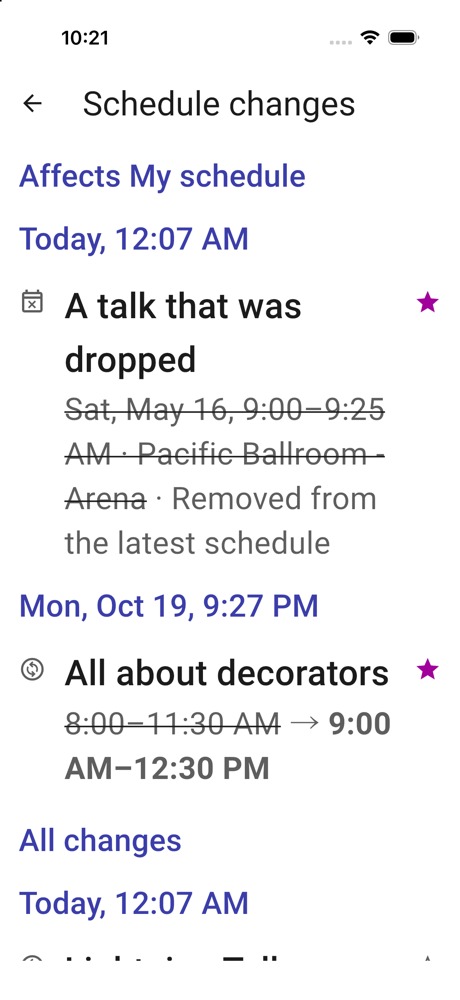 10:21
Schedule changes
Affects My schedule
Today, 12:07 AM
A talk that was
dropped
Sat, May 16, 9:00–9:25
AM · Pacific Ballroom -
Arena · Removed from
the latest schedule
Mon, Oct 19, 9:27 PM
All about decorators
8:00–11:30 AM → 9:00
AM–12:30 PM
All changes
Today, 12:07 AM